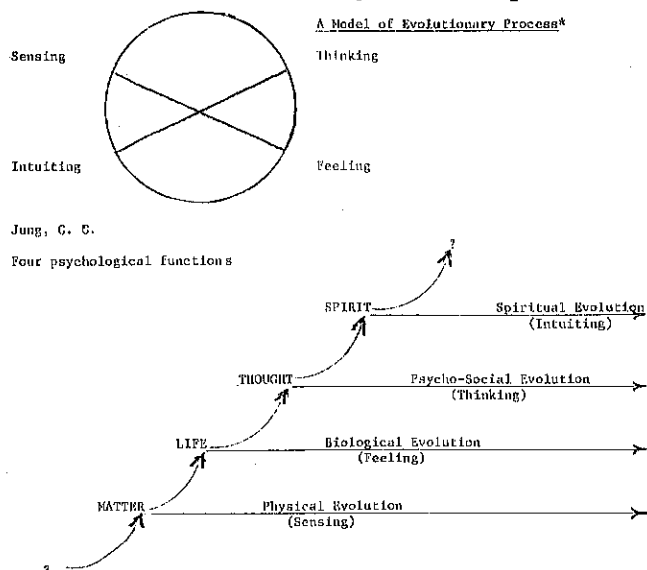 A Model of Evolutionary Process*
Sensing Thinking
Intuiting Feeling
Jung, C. G.
Four psychological functions
?
SPIRIT Spiritual Evolution
(Intuiting)
THOUGHT Psycho-Social Evolution
(Thinking)
LIFE Biological Evolution
(Feeling)
MATTER Physical Evolution
(Sensing)
?